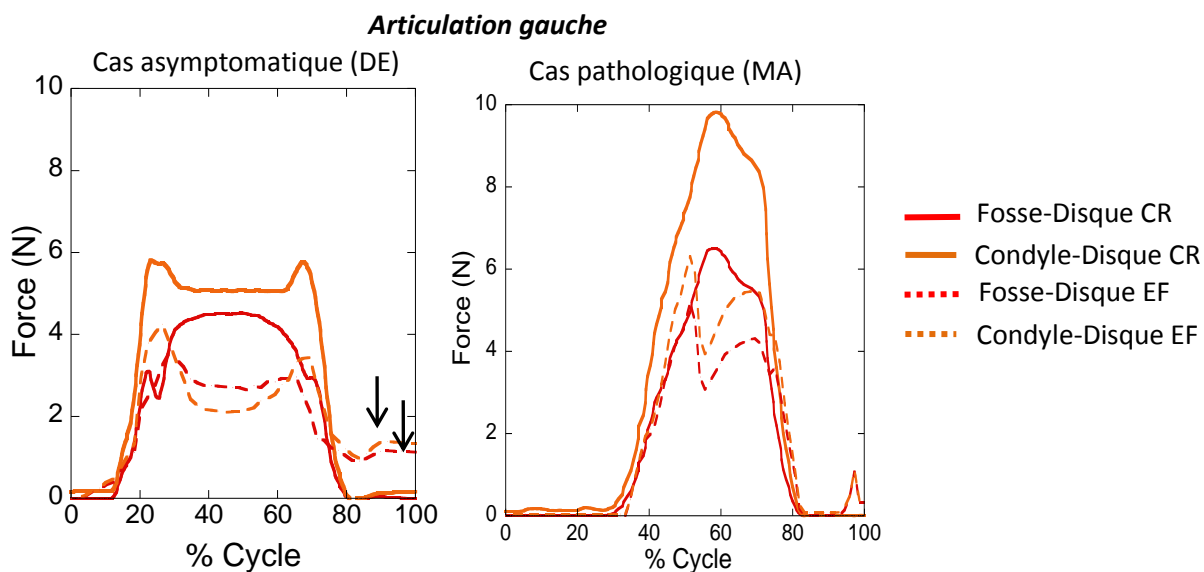 Articulation gauche
Cas asymptomatique (DE)
Cas pathologique (MA)
10
8
6
4
2
0
Force (N)
0 20 40 60 80 100
% Cycle
10
8
6
4
2
0
Force (N)
0 20 40 60 80 100
% Cycle
Fosse-Disque CR
Condyle-Disque CR
Fosse-Disque EF
Condyle-Disque EF